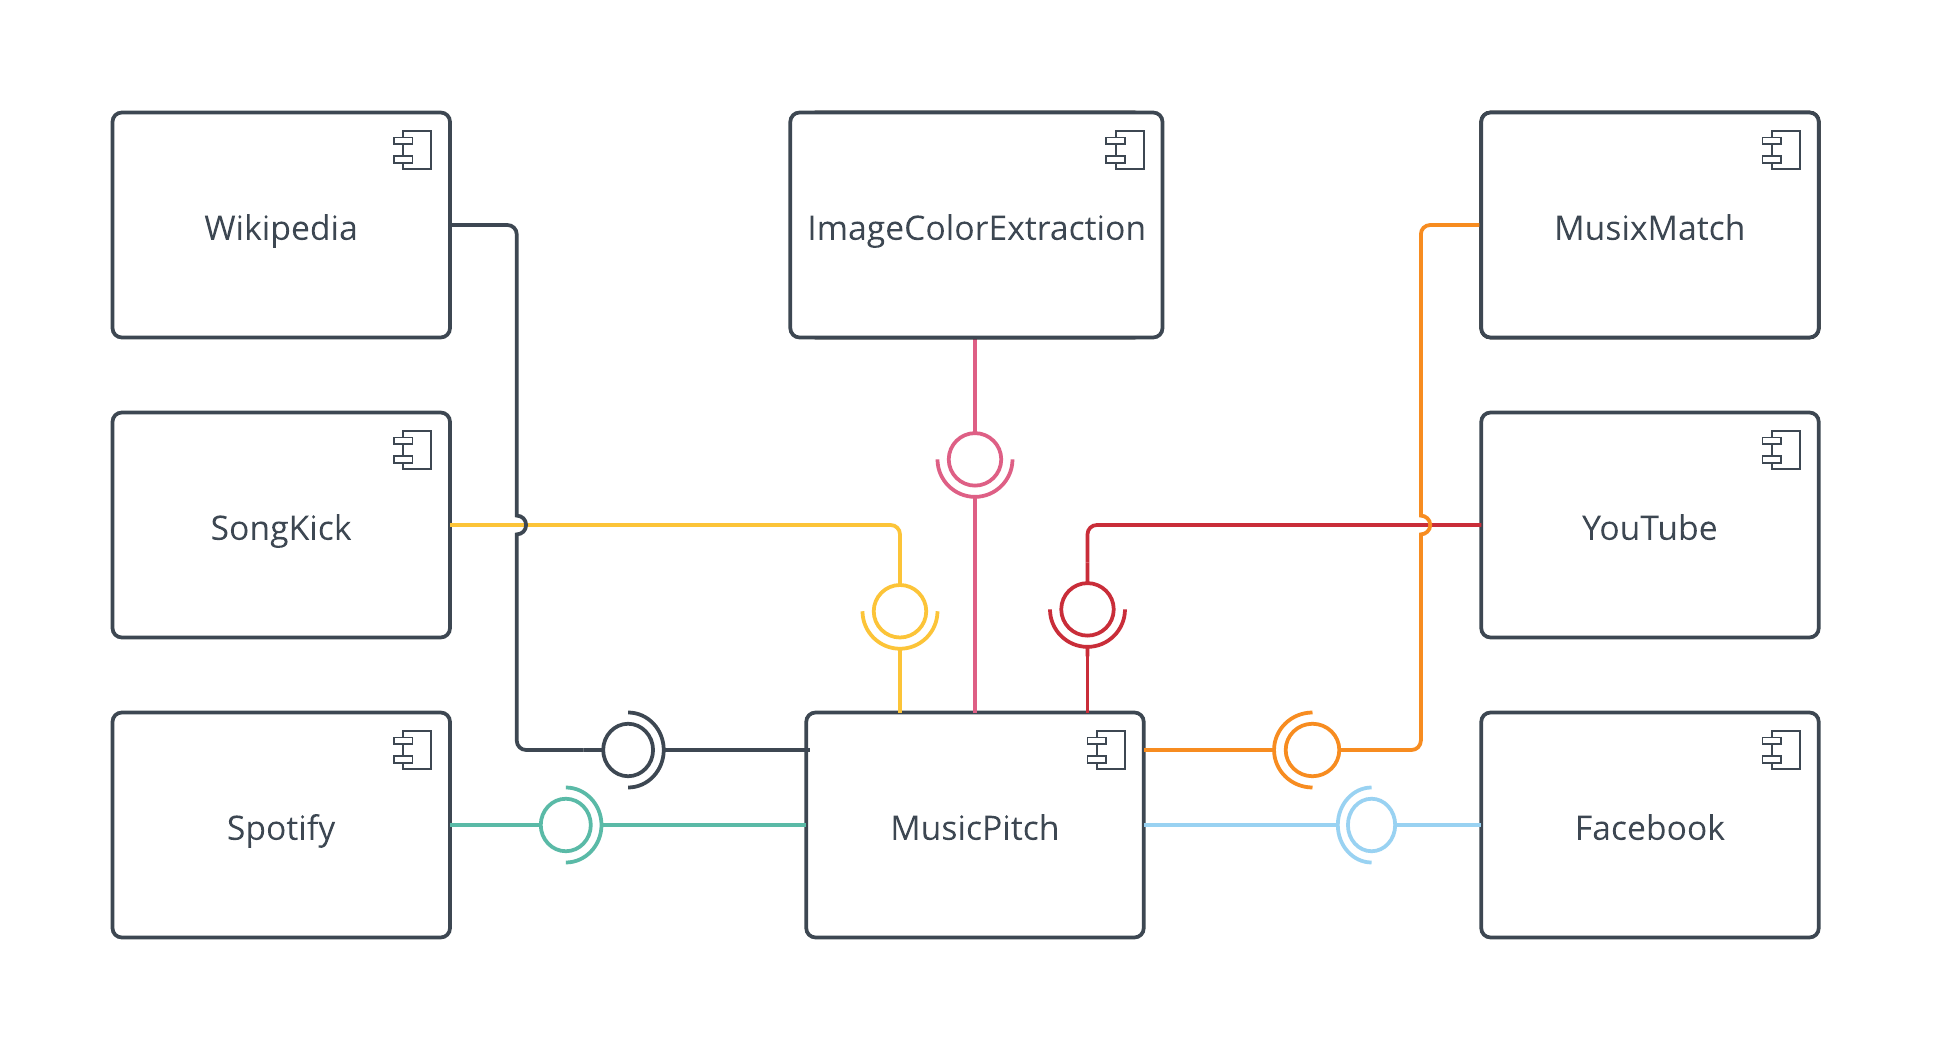 Wikipedia
ImageColorExtraction
MusixMatch
SongKick
YouTube
Spotify
MusicPitch
Facebook